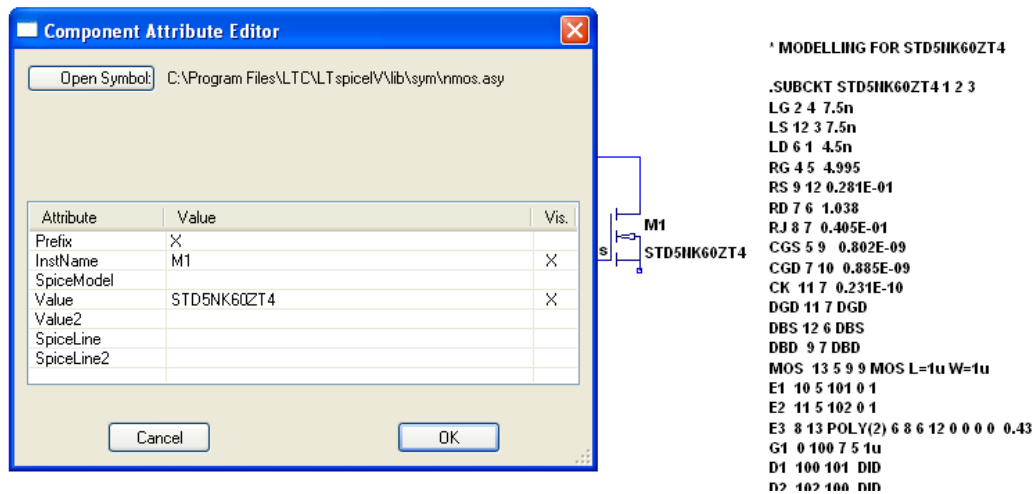 Component Attribute Editor
Open Symbol: C:\Program Files\LTC\LTspiceIV\lib\sym\nmos.asy
Attribute Value Vis.
Prefix X
InstName M1 X
SpiceModel
Value STD5NK60ZT4 X
Value2
SpiceLine
SpiceLine2
Cancel OK
s
M1
STD5NK60ZT4
* MODELLING FOR STD5NK60ZT4
.SUBCKT STD5NK60ZT4 1 2 3
LG 2 4 7.5n
LS 12 3 7.5n
LD 6 1 4.5n
RG 4 5 4.995
RS 9 12 0.281E-01
RD 7 6 1.038
RJ 8 7 0.405E-01
CGS 5 9 0.802E-09
CGD 7 10 0.885E-09
CK 11 7 0.231E-10
DGD 11 7 DGD
DBS 12 6 DBS
DBD 9 7 DBD
MOS 13 5 9 9 MOS L=1u W=1u
E1 10 5 101 0 1
E2 11 5 102 0 1
E3 8 13 POLY(2) 6 8 6 12 0 0 0 0 0.43
G1 0 100 7 5 1u
D1 100 101 DID
D2 102 100 DID